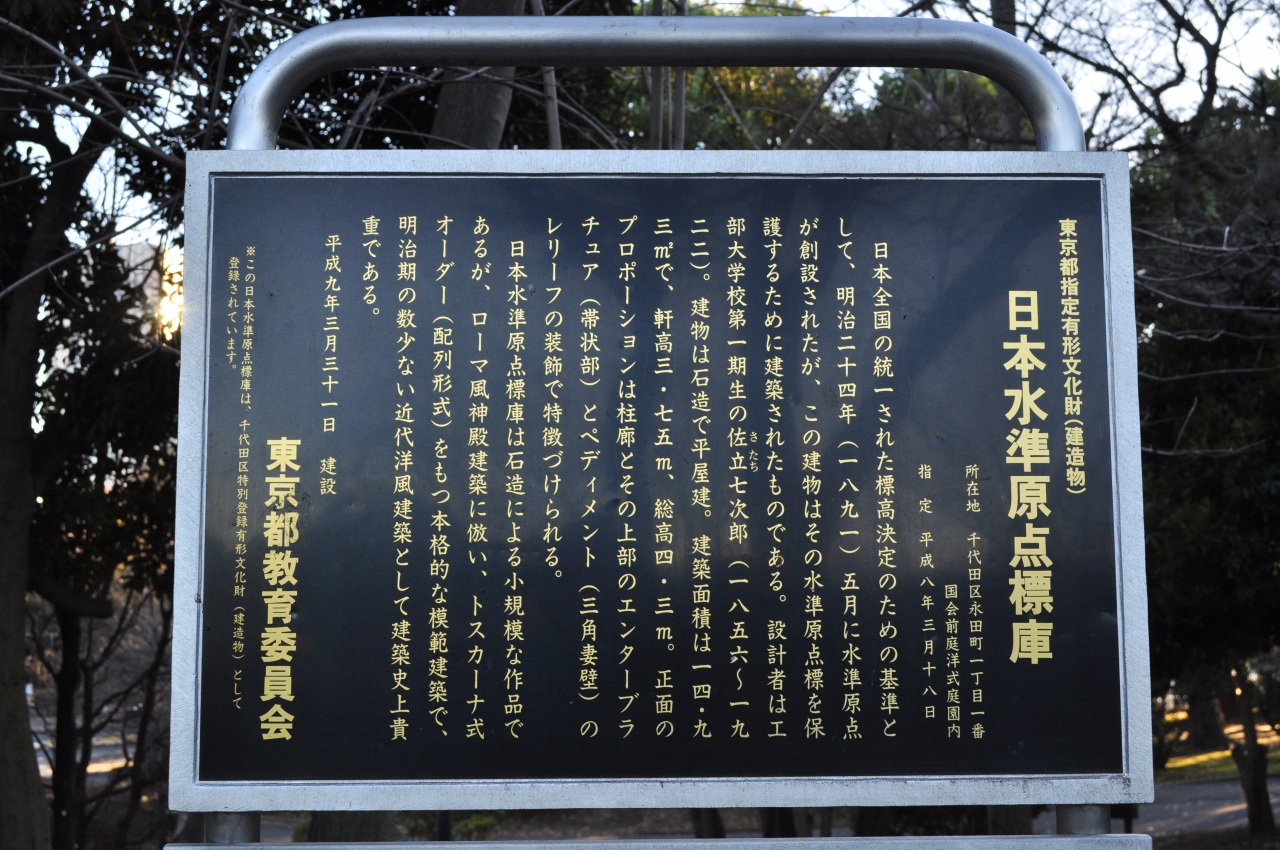 東京都指定有形文化財(建造物)
日本水準原点標庫
所在地 千代田区永田町一丁目一番
国会前庭洋式庭園内
指定 平成八年三月十八日
日本全国の統一された標高決定のための基準と
して、明治二十四年(一八九一)五月に水準原点
が創設されたが、この建物はその水準原点標を保
護するために建築されたものである。設計者は工
部大学校第一期生の佐立七次郎(一八五六〜一九
さたち
二二)。建物は石造で平屋建。建築面積は一四・九
三㎡で、軒高三・七五m、総高四・三m。正面の
プロポーションは柱廊とその上部のエンターブラ
チュア(帯状部)とペディメント(三角妻壁)の
レリーフの装飾で特徴づけられる。
日本水準原点標庫は石造による小規模な作品で
あるが、ローマ風神殿建築に倣い、トスカーナ式
オーダー(配列形式)をもつ本格的な模範建築で、
明治期の数少ない近代洋風建築として建築史上貴
重である。
平成九年三月三十一日 建設
東京都教育委員会
※この日本水準原点標庫は、千代田区特別登録有形文化財(建造物)として
登録されています。